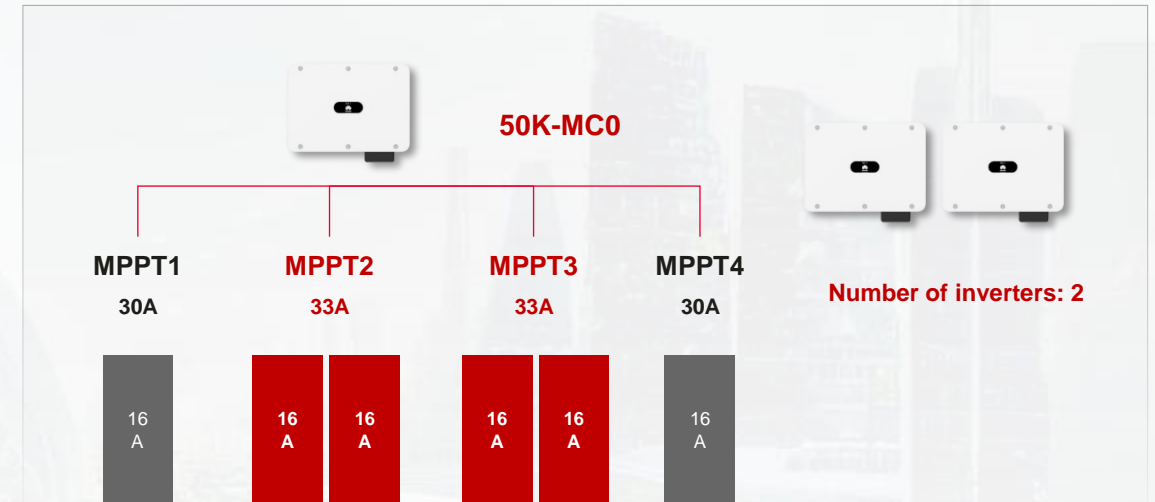 50K-MC0
MPPT1
MPPT2
MPPT3
MPPT4
30A
33A
33A
30A
Number of inverters: 2
16
A
16
A
16
A
16
A
16
A
16
A